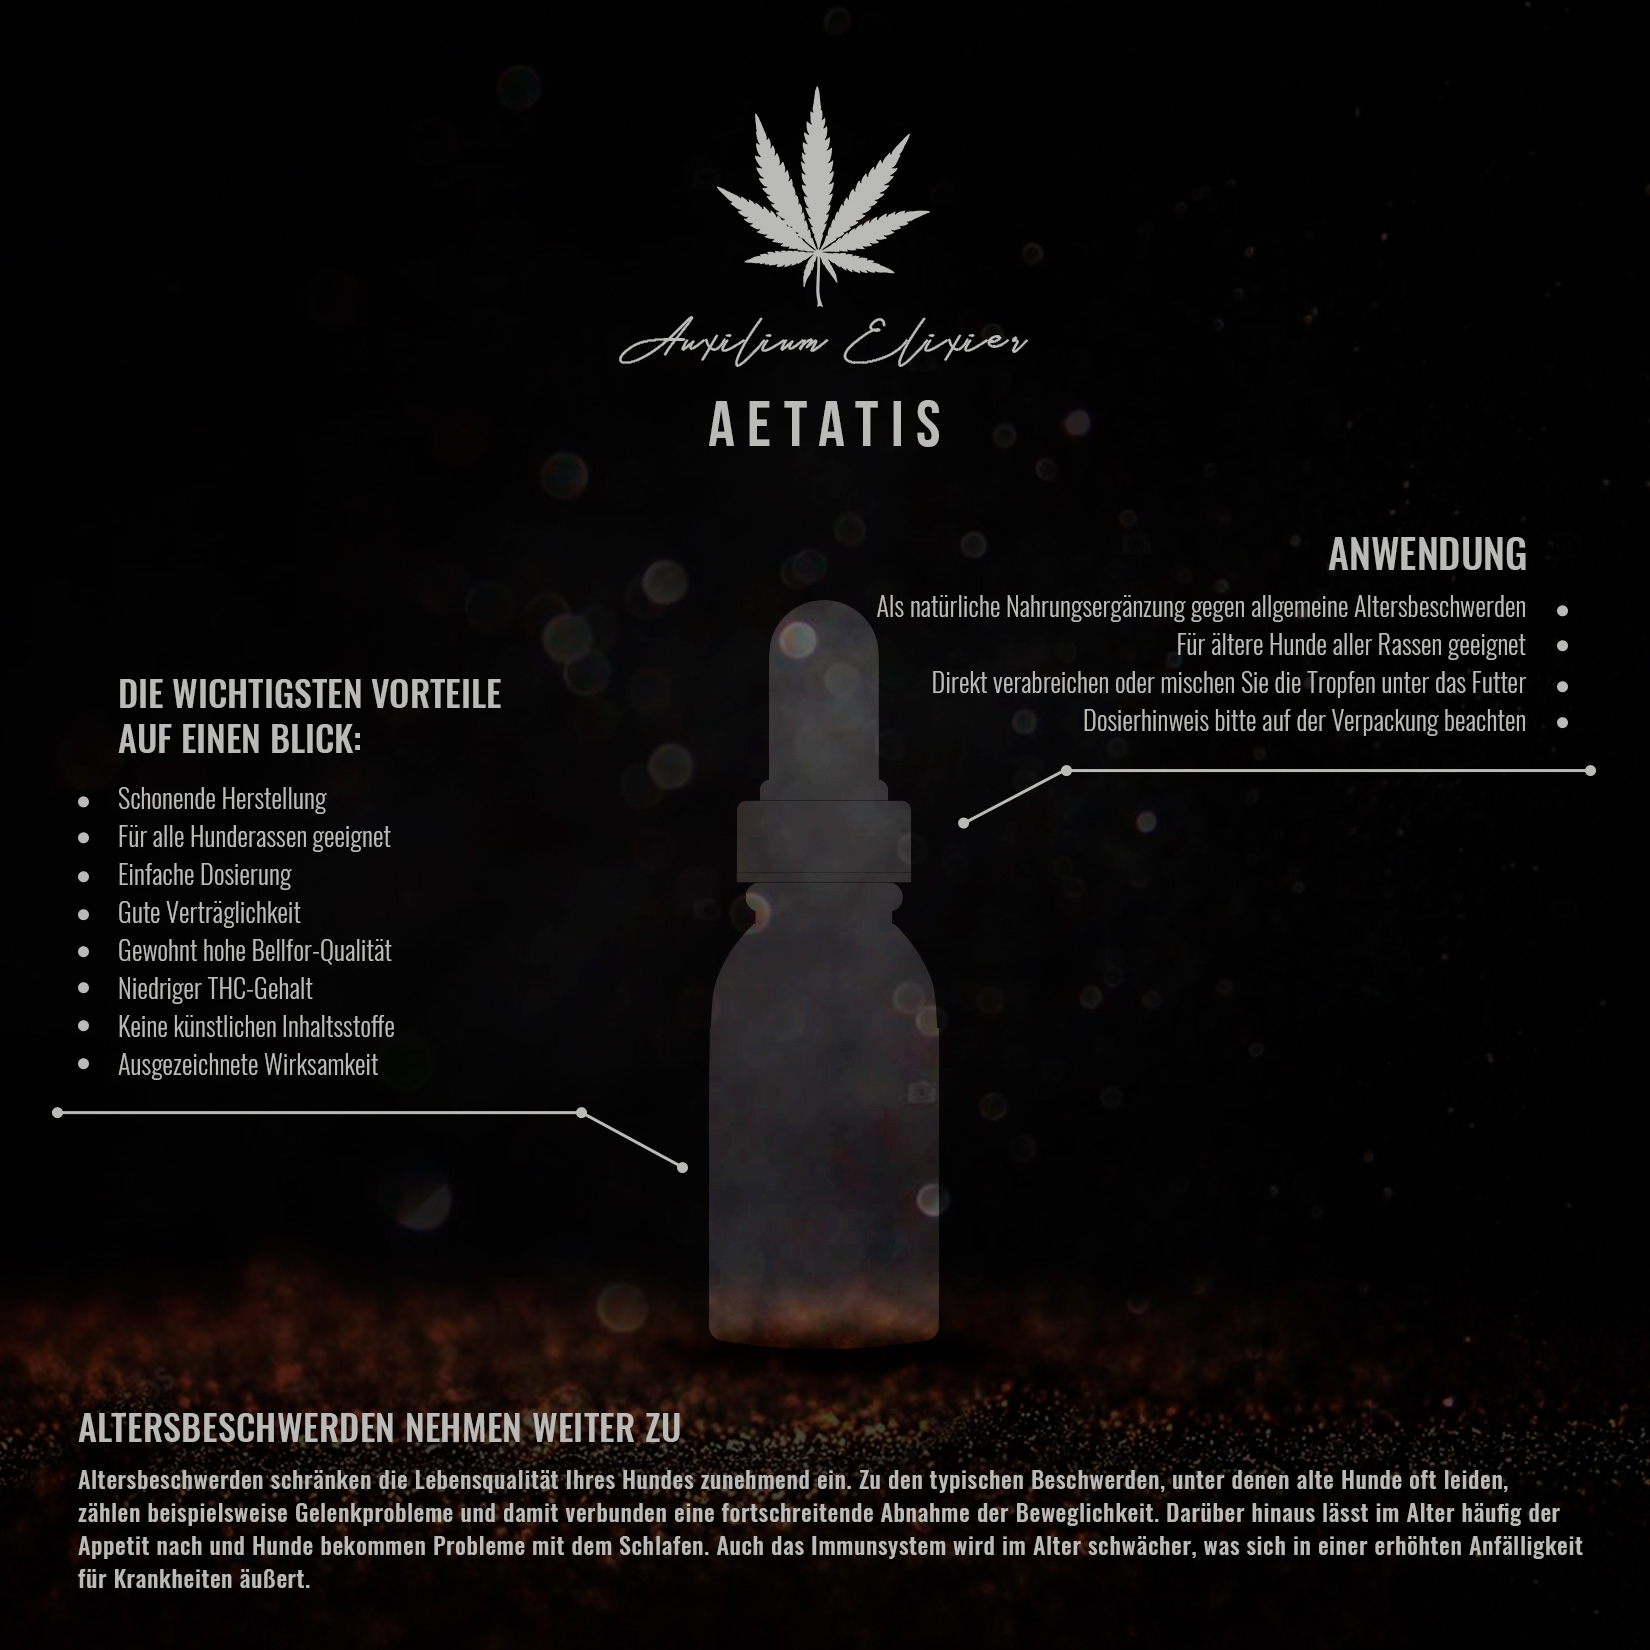 Auxilium Elixier
AETATIS
ANWENDUNG
Als natürliche Nahrungsergänzung gegen allgemeine Altersbeschwerden
Für ältere Hunde aller Rassen geeignet
Direkt verabreichen oder mischen Sie die Tropfen unter das Futter
Dosierhinweis bitte auf der Verpackung beachten
DIE WICHTIGSTEN VORTEILE
AUF EINEN BLICK:
Schonende Herstellung
Für alle Hunderassen geeignet
Einfache Dosierung
Gute Verträglichkeit
Gewohnt hohe Bellfor-Qualität
Niedriger THC-Gehalt
Keine künstlichen Inhaltsstoffe
Ausgezeichnete Wirksamkeit
ALTERSBESCHWERDEN NEHMEN WEITER ZU
Altersbeschwerden schränken die Lebensqualität Ihres Hundes zunehmend ein. Zu den typischen Beschwerden, unter denen alte Hunde oft leiden,
zählen beispielsweise Gelenkprobleme und damit verbunden eine fortschreitende Abnahme der Beweglichkeit. Darüber hinaus lässt im Alter häufig der
Appetit nach und Hunde bekommen Probleme mit dem Schlafen. Auch das Immunsystem wird im Alter schwächer, was sich in einer erhöhten Anfälligkeit
für Krankheiten äußert.